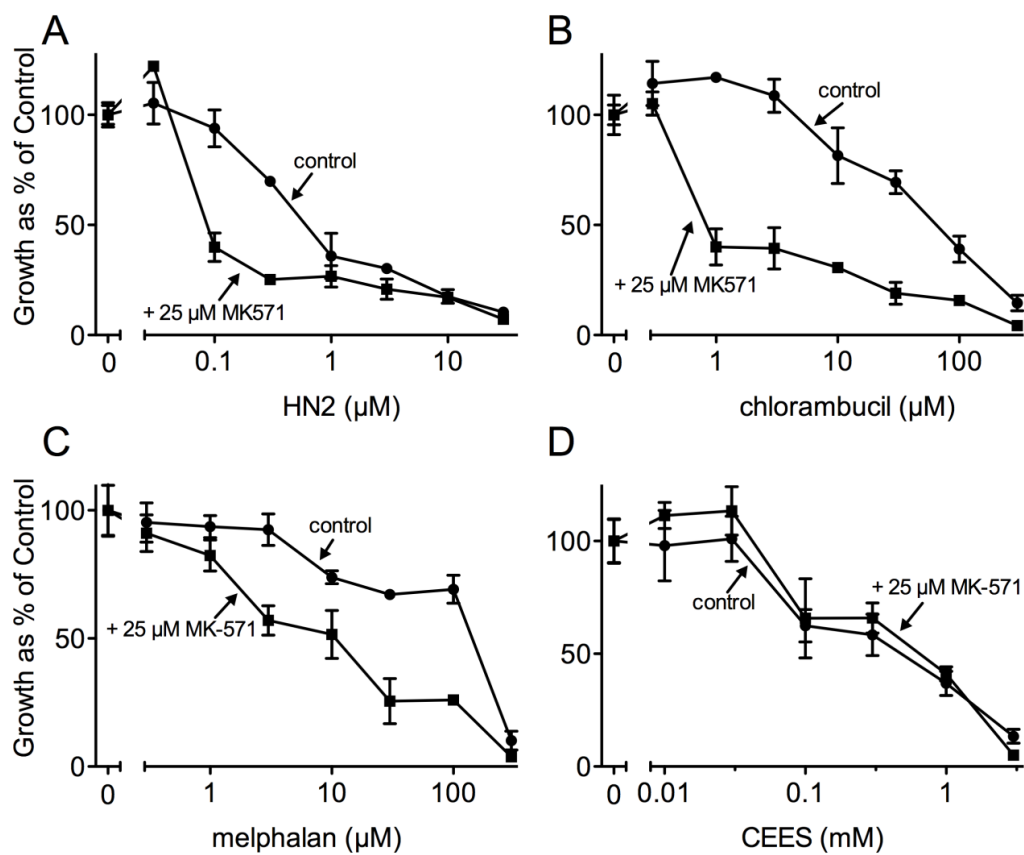 A
Growth as % of Control
100
50
0
control
+ 25 µM MK571
0
0.1
1
10
HN2 (µM)
B
100
50
0
control
+ 25 µM MK571
0
1
10
100
chlorambucil (µM)
C
Growth as % of Control
100
50
0
control
+ 25 µM MK-571
0
1
10
100
melphalan (µM)
D
100
50
0
control
+ 25 µM MK-571
0
0.01
0.1
1
CEES (mM)